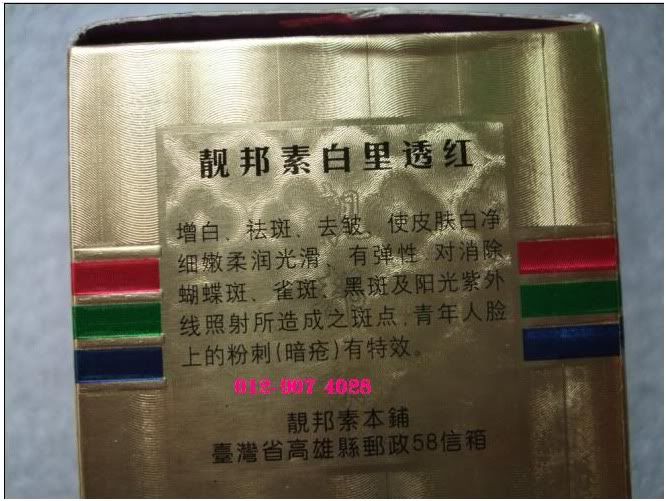 靓邦素白里透红
增白、祛斑、去皱、使皮肤白净
细嫩柔润光滑、有弹性.对消除
蝴蝶斑、雀斑、黑斑及阳光紫外
线照射所造成之斑点,青年人脸
上的粉刺(暗疮)有特效。
012-907 4028
靓邦素本鋪
臺灣省高雄縣郵政58信箱